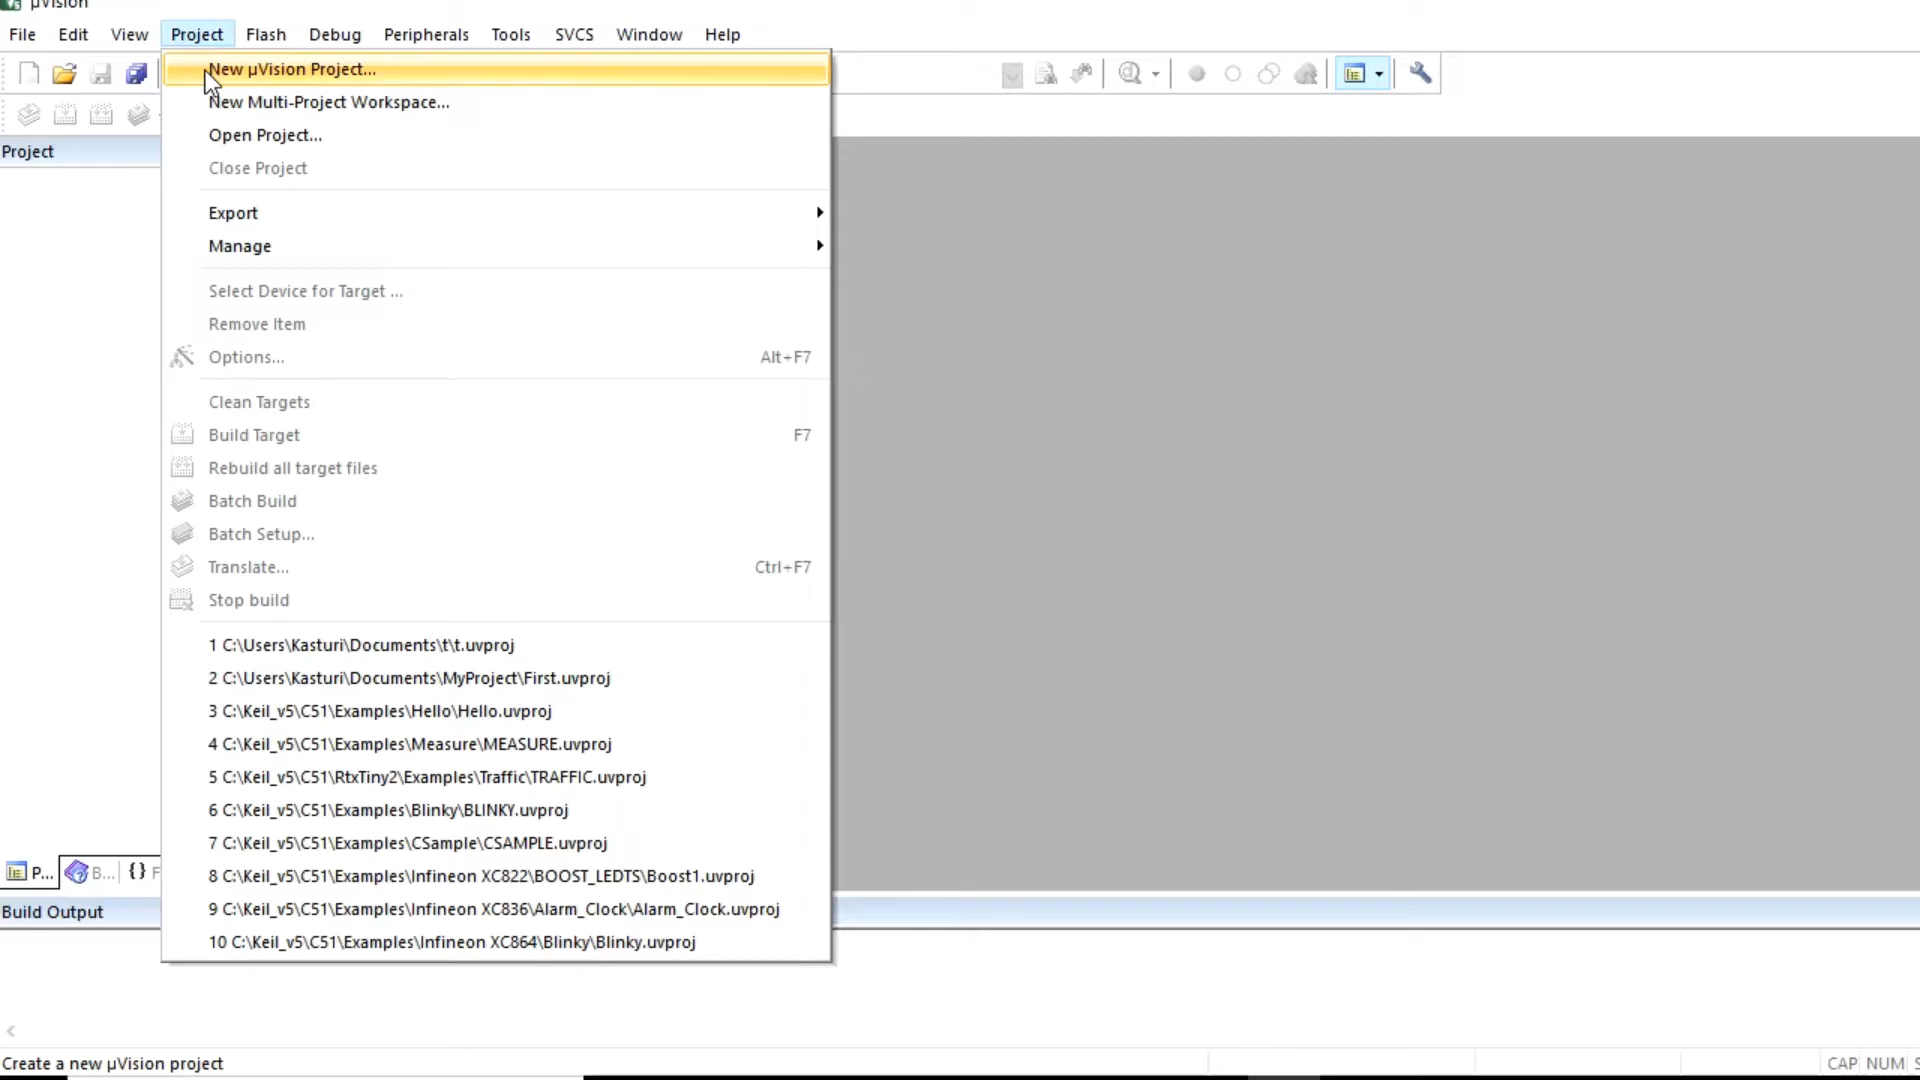 µVision
File Edit View Project Flash Debug Peripherals Tools SVCS Window Help
New µVision Project...
New Multi-Project Workspace...
Open Project...
Close Project
Project
Export
Manage
Select Device for Target ...
Remove Item
Options... Alt+F7
Clean Targets
Build Target F7
Rebuild all target files
Batch Build
Batch Setup...
Translate... Ctrl+F7
Stop build
1 C:\Users\Kasturi\Documents\t\t.uvproj
2 C:\Users\Kasturi\Documents\MyProject\First.uvproj
3 C:\Keil_v5\C51\Examples\Hello\Hello.uvproj
4 C:\Keil_v5\C51\Examples\Measure\MEASURE.uvproj
5 C:\Keil_v5\C51\RtxTiny2\Examples\Traffic\TRAFFIC.uvproj
6 C:\Keil_v5\C51\Examples\Blinky\BLINKY.uvproj
7 C:\Keil_v5\C51\Examples\CSample\CSAMPLE.uvproj
8 C:\Keil_v5\C51\Examples\Infineon XC822\BOOST_LEDTS\Boost1.uvproj
9 C:\Keil_v5\C51\Examples\Infineon XC836\Alarm_Clock\Alarm_Clock.uvproj
10 C:\Keil_v5\C51\Examples\Infineon XC864\Blinky\Blinky.uvproj
P... B... {} F
Build Output
Create a new µVision project
CAP NUM S